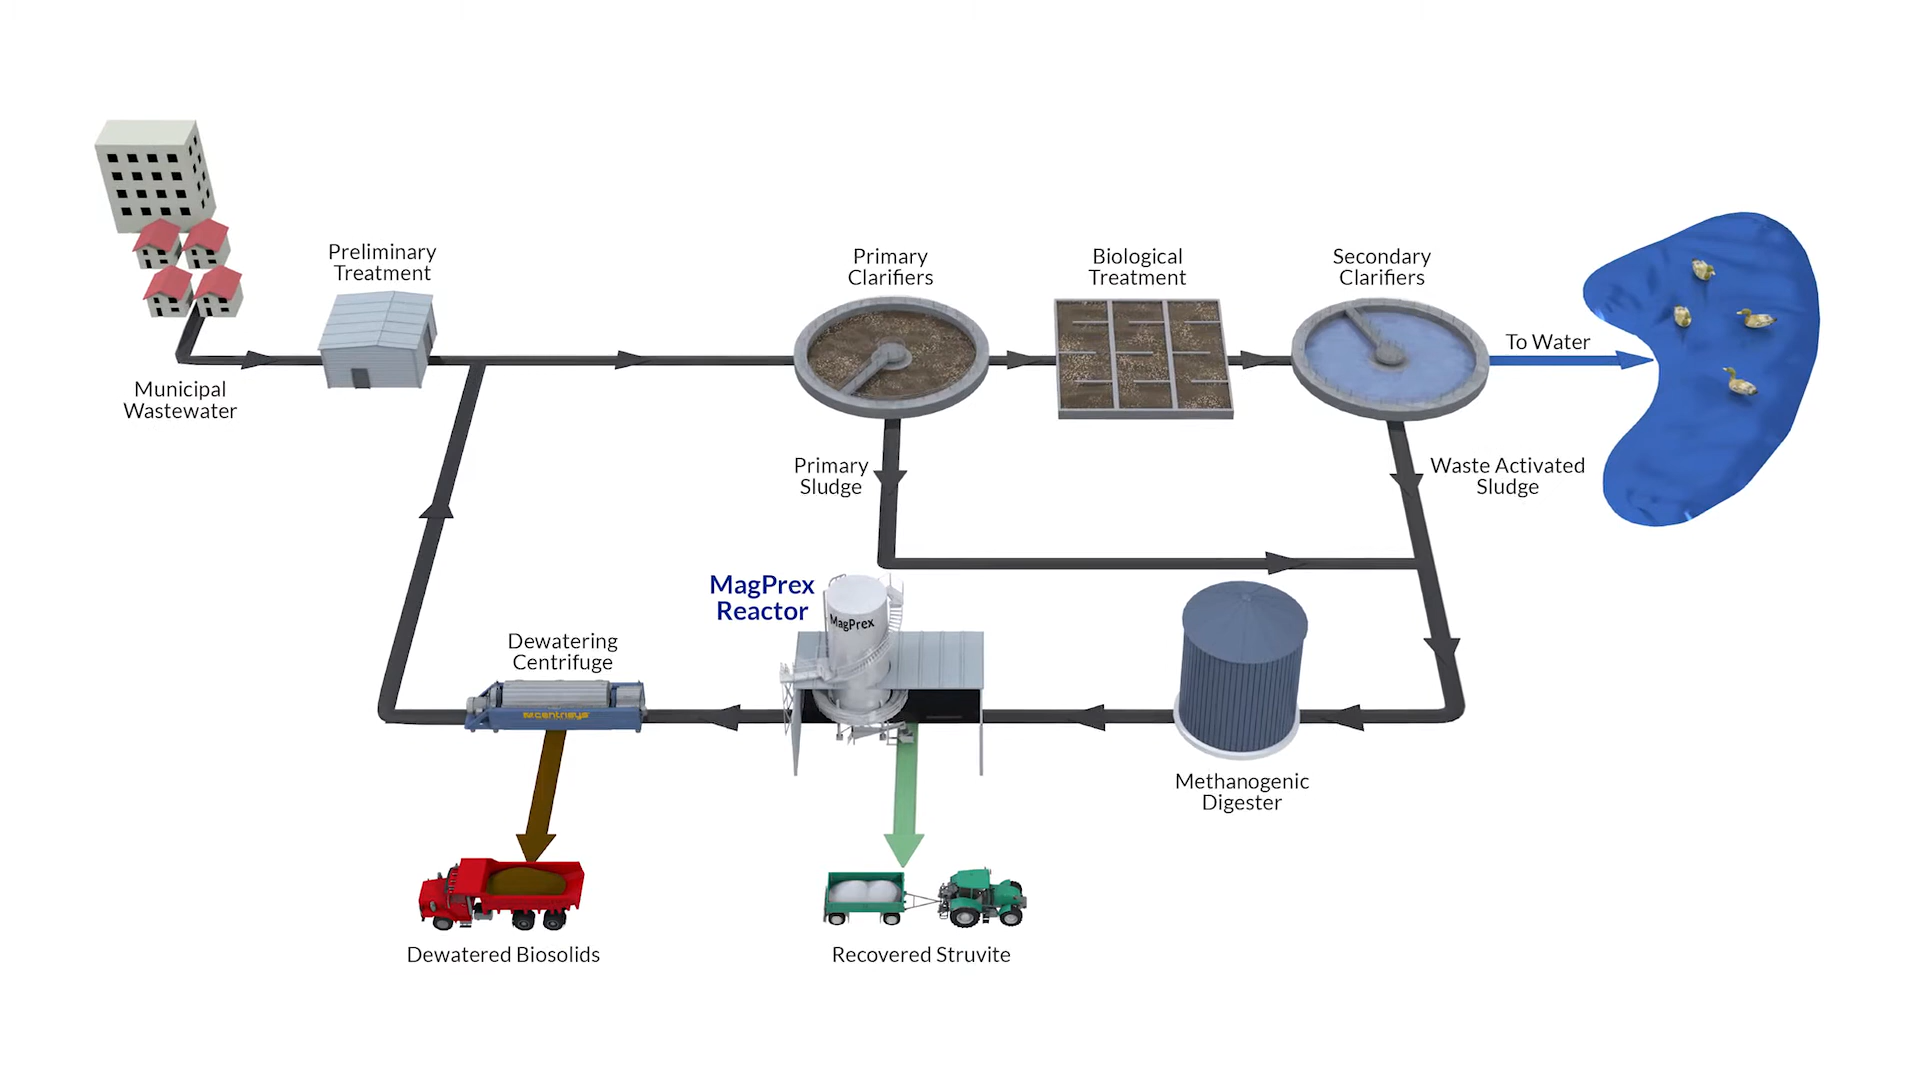 Preliminary
Treatment
Primary
Clarifiers
Biological
Treatment
Secondary
Clarifiers
To Water
Municipal
Wastewater
Primary
Sludge
Waste Activated
Sludge
MagPrex
Reactor
MagPrex
Dewatering
Centrifuge
centrisys
Methanogenic
Digester
Dewatered Biosolids
Recovered Struvite